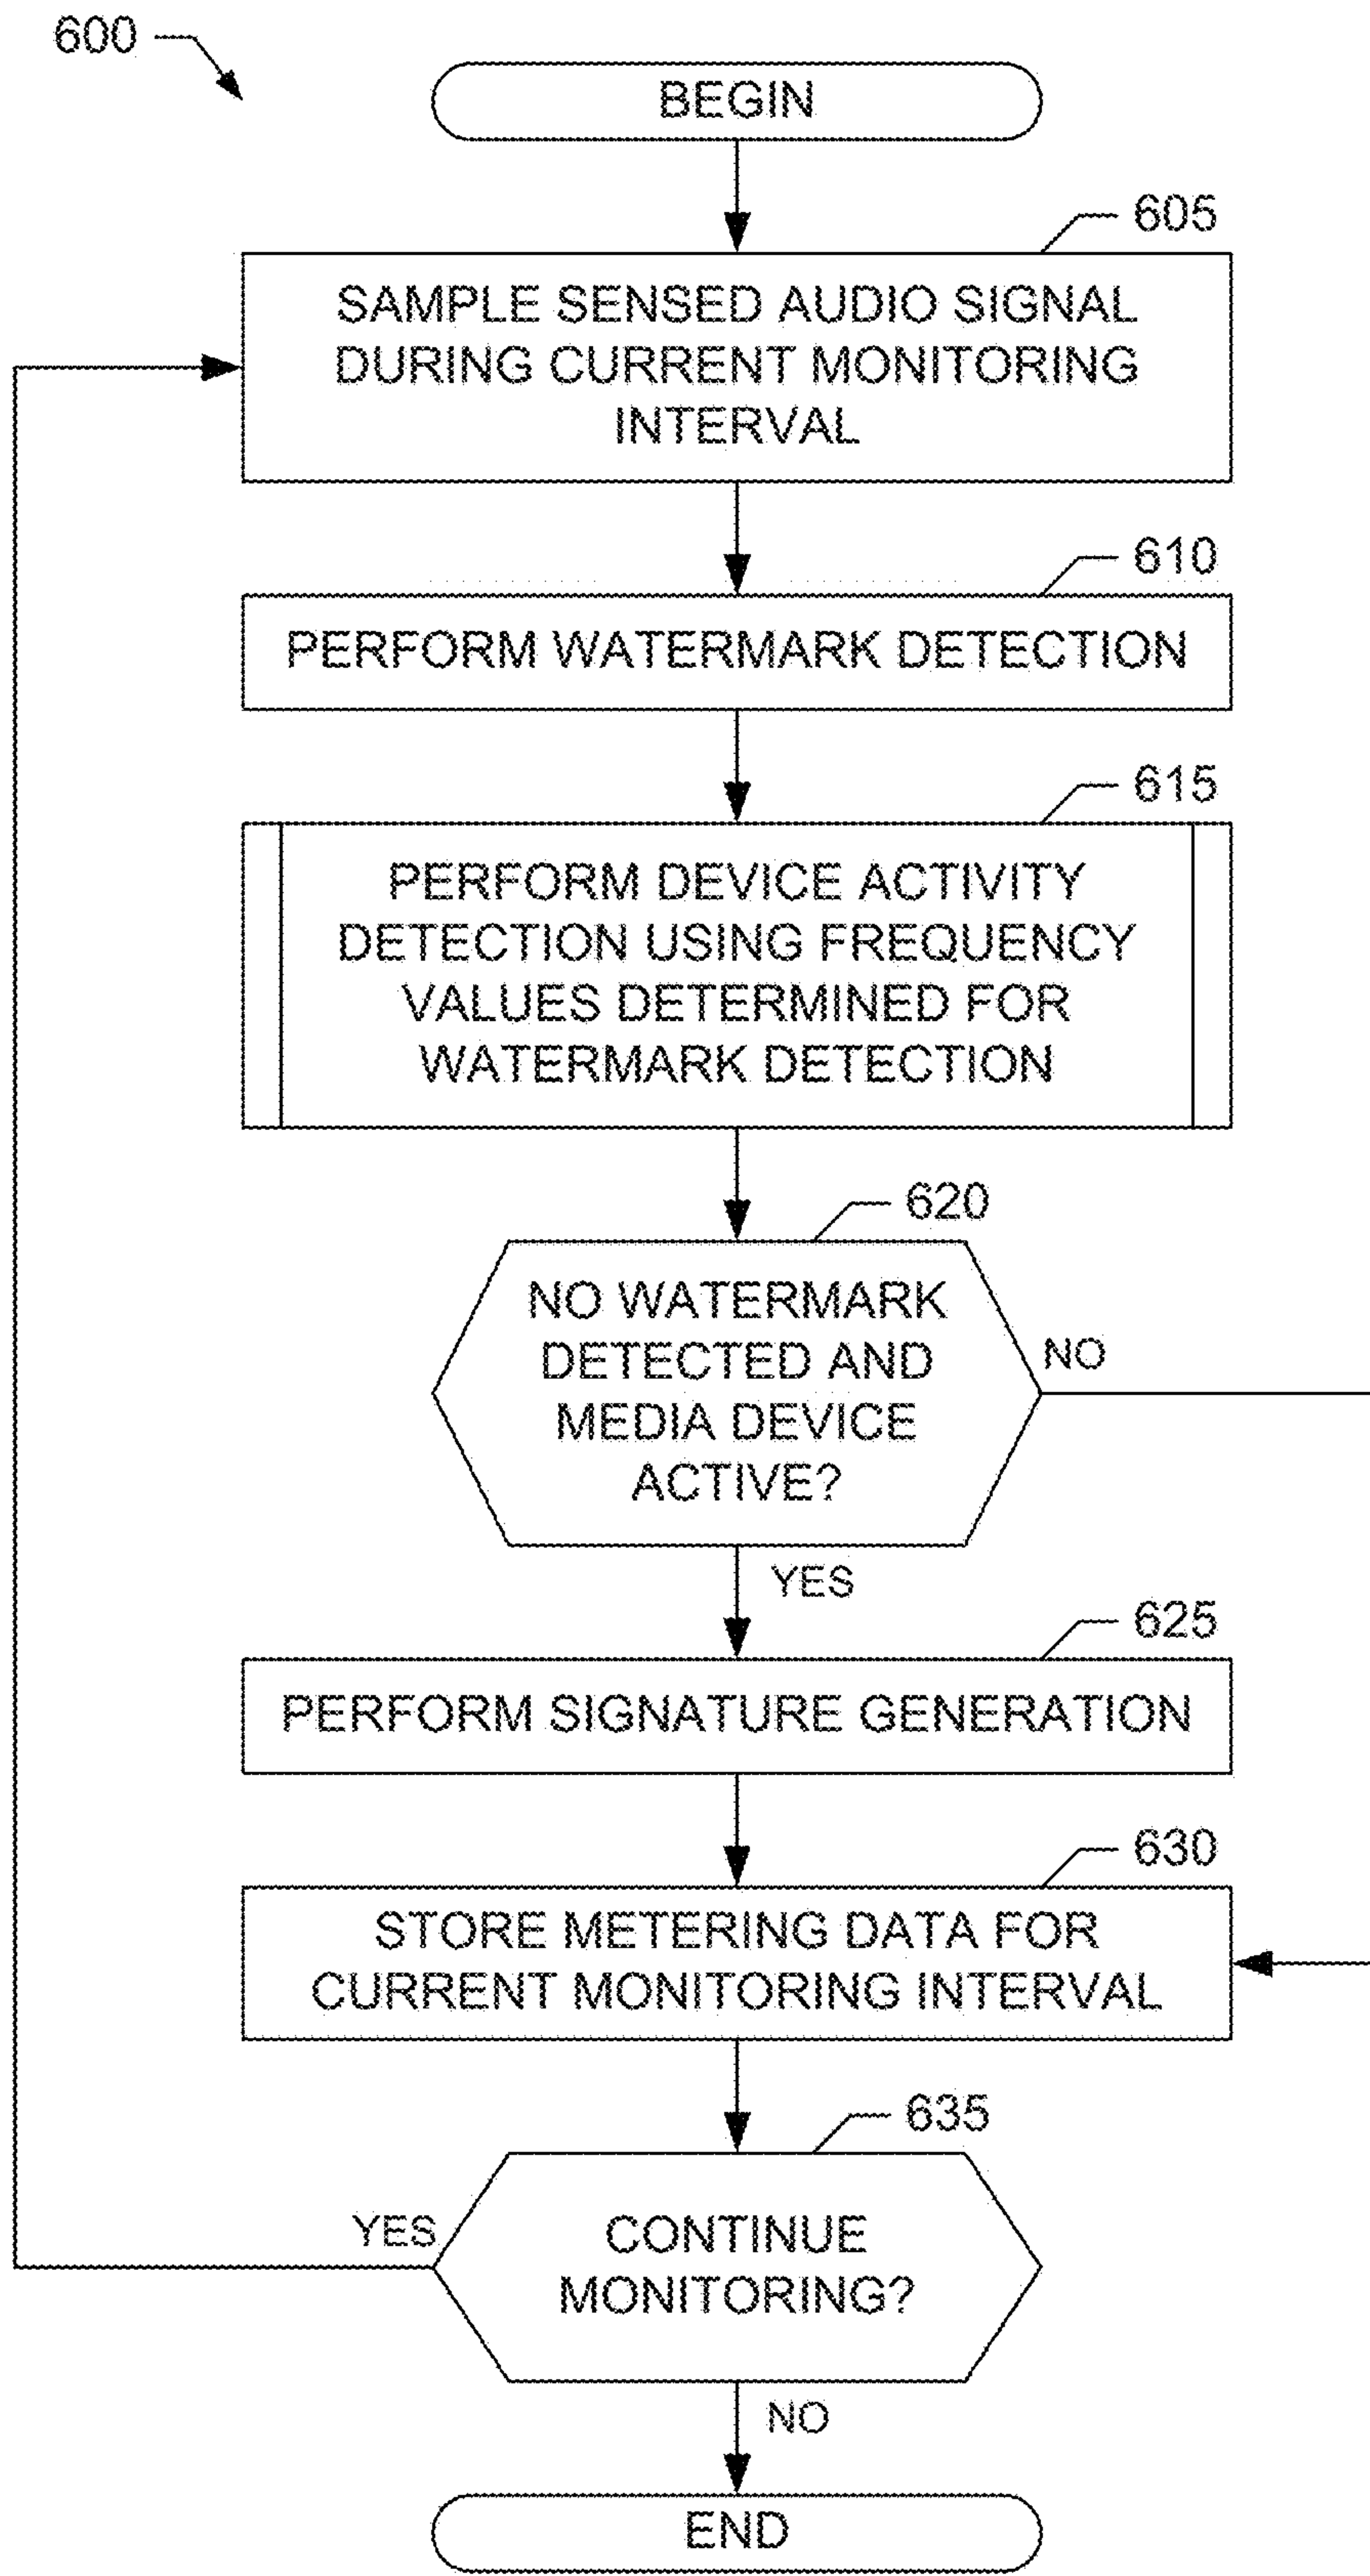 600
BEGIN
605
SAMPLE SENSED AUDIO SIGNAL
DURING CURRENT MONITORING
INTERVAL
610
PERFORM WATERMARK DETECTION
615
PERFORM DEVICE ACTIVITY
DETECTION USING FREQUENCY
VALUES DETERMINED FOR
WATERMARK DETECTION
620
NO WATERMARK
DETECTED AND
MEDIA DEVICE
ACTIVE?
NO
YES
625
PERFORM SIGNATURE GENERATION
630
STORE METERING DATA FOR
CURRENT MONITORING INTERVAL
635
YES
CONTINUE
MONITORING?
NO
END